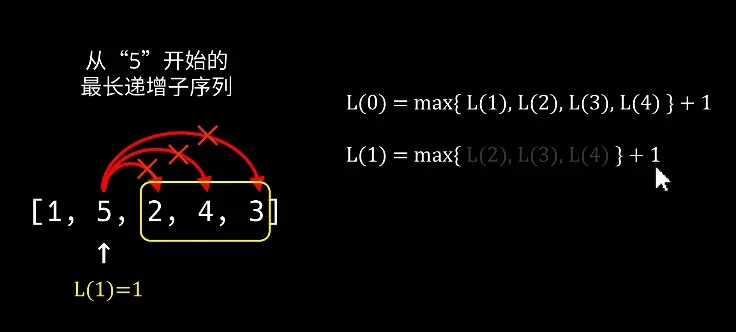 从“5”开始的
最长递增子序列
L(0) = max{ L(1), L(2), L(3), L(4) } + 1
L(1) = max{ L(2), L(3), L(4) } + 1
[1, 5, 2, 4, 3]
L(1)=1